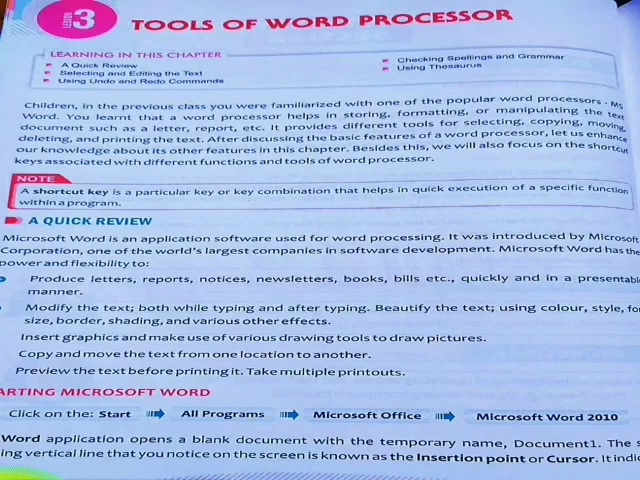 LESSON 3 TOOLS OF WORD PROCESSOR
LEARNING IN THIS CHAPTER
A Quick Review
Selecting and Editing the Text
Using Undo and Redo Commands
Checking Spellings and Grammar
Using Thesaurus
Children, in the previous class you were familiarized with one of the popular word processors - MS
Word. You learnt that a word processor helps in storing, formatting, or manipulating the text
document such as a letter, report, etc. It provides different tools for selecting, copying, moving,
deleting, and printing the text. After discussing the basic features of a word processor, let us enhance
our knowledge about its other features in this chapter. Besides this, we will also focus on the shortcut
keys associated with different functions and tools of word processor.
NOTE
A shortcut key is a particular key or key combination that helps in quick execution of a specific function
within a program.
A QUICK REVIEW
Microsoft Word is an application software used for word processing. It was introduced by Microsoft
Corporation, one of the world's largest companies in software development. Microsoft Word has the
power and flexibility to:
Produce letters, reports, notices, newsletters, books, bills etc., quickly and in a presentable
manner.
Modify the text; both while typing and after typing. Beautify the text; using colour, style, fo
size, border, shading, and various other effects.
Insert graphics and make use of various drawing tools to draw pictures.
Copy and move the text from one location to another.
Preview the text before printing it. Take multiple printouts.
ARTING MICROSOFT WORD
Click on the: Start All Programs Microsoft Office Microsoft Word 2010
Word application opens a blank document with the temporary name, Document1. The s
ing vertical line that you notice on the screen is known as the Insertion point or Cursor. It indic